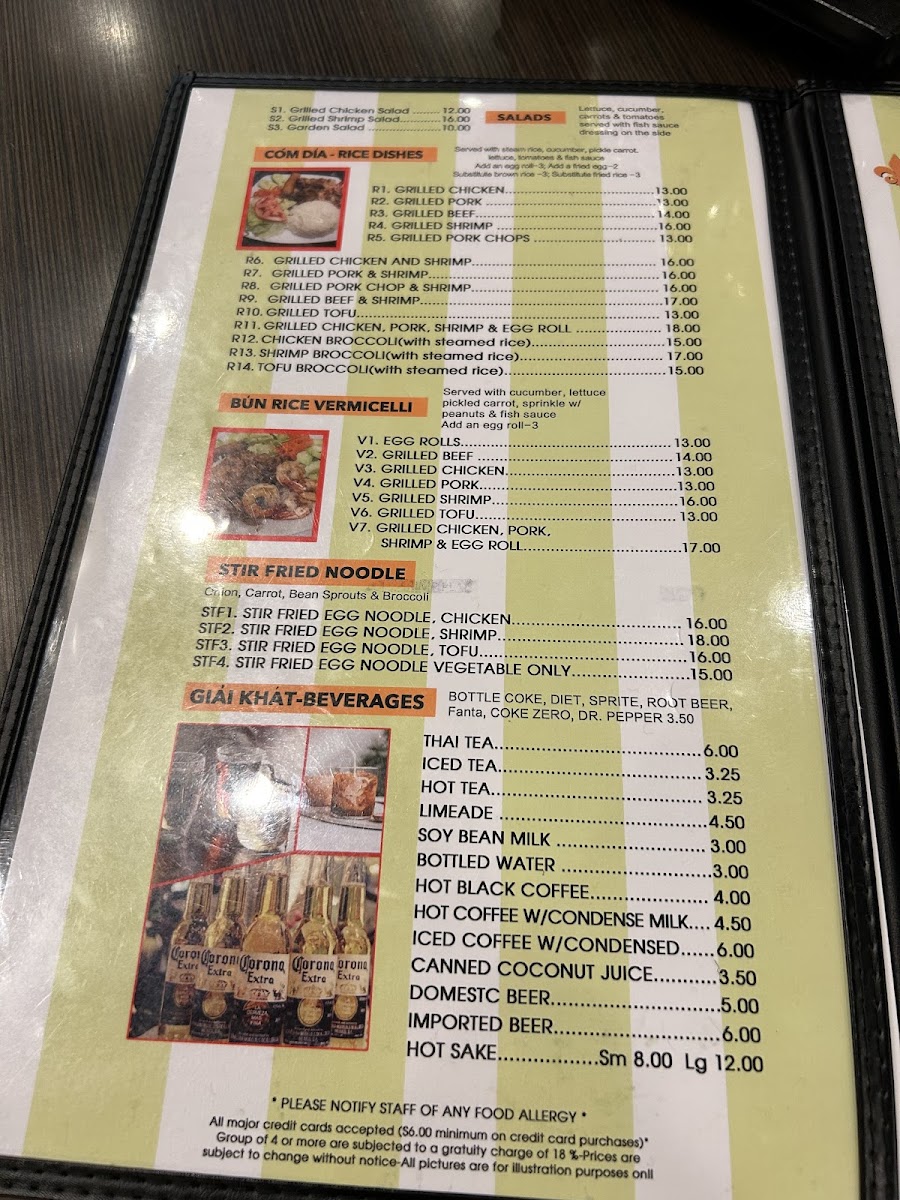 S1. Grilled Chicken Salad ......... 12.00
S2. Grilled Shrimp Salad............ 16.00
S3. Garden Salad ....................... 10.00
SALADS
Lettuce, cucumber,
carrots & tomatoes
served with fish sauce
dressing on the side
CỐM DÍA - RICE DISHES
Served with steam rice, cucumber, pickle carrot,
lettuce, tomatoes & fish sauce
Add an egg roll-3; Add a fried egg-2
Substitute brown rice -3; Substitute fried rice -3
R1. GRILLED CHICKEN.................................13.00
R2. GRILLED PORK ......................................13.00
R3. GRILLED BEEF........................................14.00
R4. GRILLED SHRIMP ...................................16.00
R5. GRILLED PORK CHOPS ..........................13.00
R6. GRILLED CHICKEN AND SHRIMP...................................... 16.00
R7. GRILLED PORK & SHRIMP............................................... 16.00
R8. GRILLED PORK CHOP & SHRIMP...................................... 16.00
R9. GRILLED BEEF & SHRIMP.................................................17.00
R10. GRILLED TOFU..............................................................13.00
R11. GRILLED CHICKEN, PORK, SHRIMP & EGG ROLL .................. 18.00
R12. CHICKEN BROCCOLI(with steamed rice)...........................15.00
R13. SHRIMP BROCCOLI(with steamed rice)............................. 17.00
R14. TOFU BROCCOLI(with steamed rice).................................15.00
BÙN RICE VERMICELLI
Served with cucumber, lettuce
pickled carrot, sprinkle w/
peanuts & fish sauce
Add an egg roll-3
V1. EGG ROLLS............................................ 13.00
V2. GRILLED BEEF ......................................... 14.00
V3. GRILLED CHICKEN...................................13.00
V4. GRILLED PORK........................................13.00
V5. GRILLED SHRIMP..................................... 16.00
V6. GRILLED TOFU......................................... 13.00
V7. GRILLED CHICKEN, PORK,
SHRIMP & EGG ROLL................................17.00
STIR FRIED NOODLE
Onion, Carrot, Bean Sprouts & Broccoli
STF1. STIR FRIED EGG NOODLE, CHICKEN................................ 16.00
STF2. STIR FRIED EGG NOODLE, SHRIMP................................... 18.00
STF3. STIR FRIED EGG NOODLE, TOFU.......................................16.00
STF4. STIR FRIED EGG NOODLE VEGETABLE ONLY......................15.00
GIẢI KHÁT-BEVERAGES
BOTTLE COKE, DIET, SPRITE, ROOT BEER,
Fanta, COKE ZERO, DR. PEPPER 3.50
THAI TEA.....................................6.00
ICED TEA.....................................3.25
HOT TEA...................................... 3.25
LIMEADE .....................................4.50
SOY BEAN MILK .......................... 3.00
BOTTLED WATER ..........................3.00
HOT BLACK COFFEE.................... 4.00
HOT COFFEE W/CONDENSE MILK.... 4.50
ICED COFFEE W/CONDENSED......6.00
CANNED COCONUT JUICE...........3.50
DOMESTC BEER.............................5.00
IMPORTED BEER.............................6.00
HOT SAKE.................Sm 8.00 Lg 12.00
Corona Extra
Corona Extra
Corona Extra
Corona Extra
Corona Extra
* PLEASE NOTIFY STAFF OF ANY FOOD ALLERGY *
All major credit cards accepted ($6.00 minimum on credit card purchases)*
Group of 4 or more are subjected to a gratuity charge of 18 %-Prices are
subject to change without notice-All pictures are for illustration purposes onll